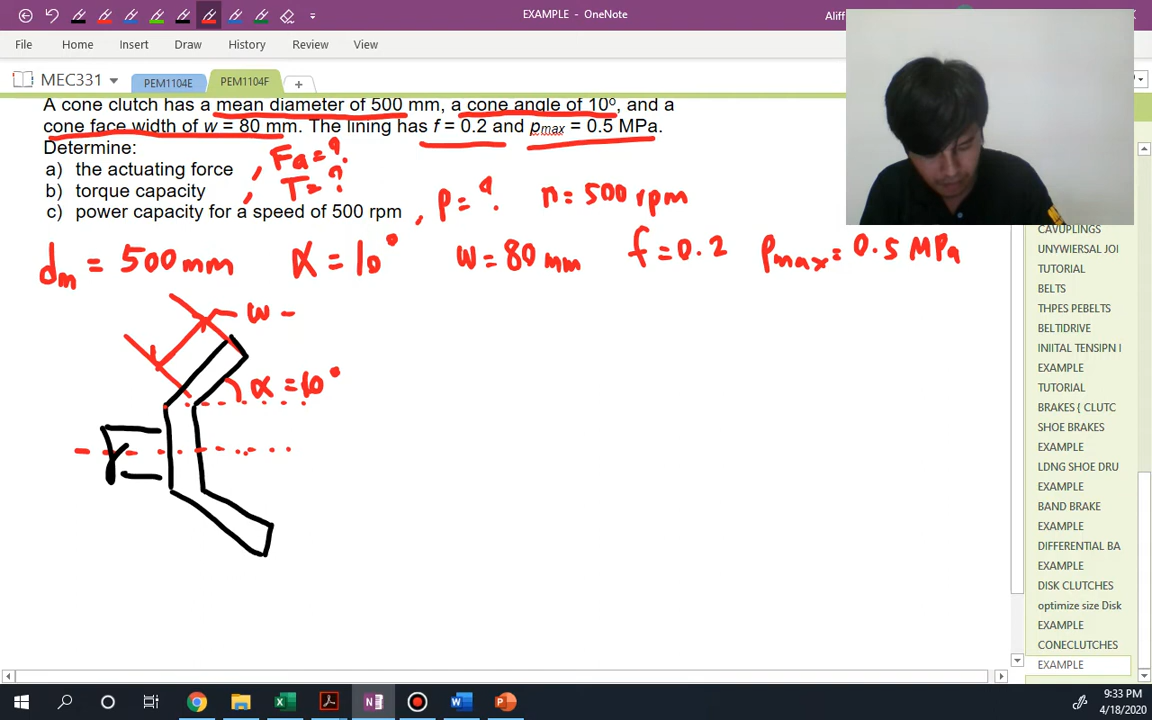 EXAMPLE - OneNote
Aliff
File Home Insert Draw History Review View
MEC331 PEM1104E PEM1104F
A cone clutch has a mean diameter of 500 mm, a cone angle of 10º, and a
cone face width of w = 80 mm. The lining has f = 0.2 and pmax = 0.5 MPa.
Determine:
a) the actuating force , Fa = ?
b) torque capacity , T = ?
c) power capacity for a speed of 500 rpm , P = ? n = 500 rpm
dm = 500 mm α = 10° w = 80 mm f = 0.2 Pmax = 0.5 MPa
w -
α = 10°
CAVUPLINGS
UNYWIERSAL JOI
TUTORIAL
BELTS
THPES PEBELTS
BELTIDRIVE
INIITAL TENSIPN I
EXAMPLE
TUTORIAL
BRAKES { CLUTC
SHOE BRAKES
EXAMPLE
LDNG SHOE DRU
EXAMPLE
BAND BRAKE
EXAMPLE
DIFFERENTIAL BA
EXAMPLE
DISK CLUTCHES
optimize size Disk
EXAMPLE
CONECLUTCHES
EXAMPLE
9:33 PM
4/18/2020